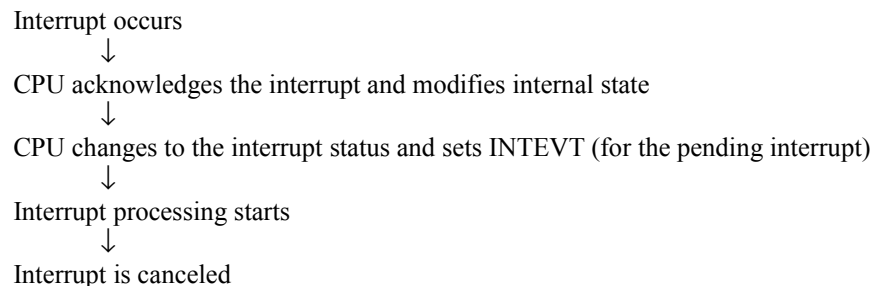 Interrupt occurs
↓
CPU acknowledges the interrupt and modifies internal state
↓
CPU changes to the interrupt status and sets INTEVT (for the pending interrupt)
↓
Interrupt processing starts
↓
Interrupt is canceled